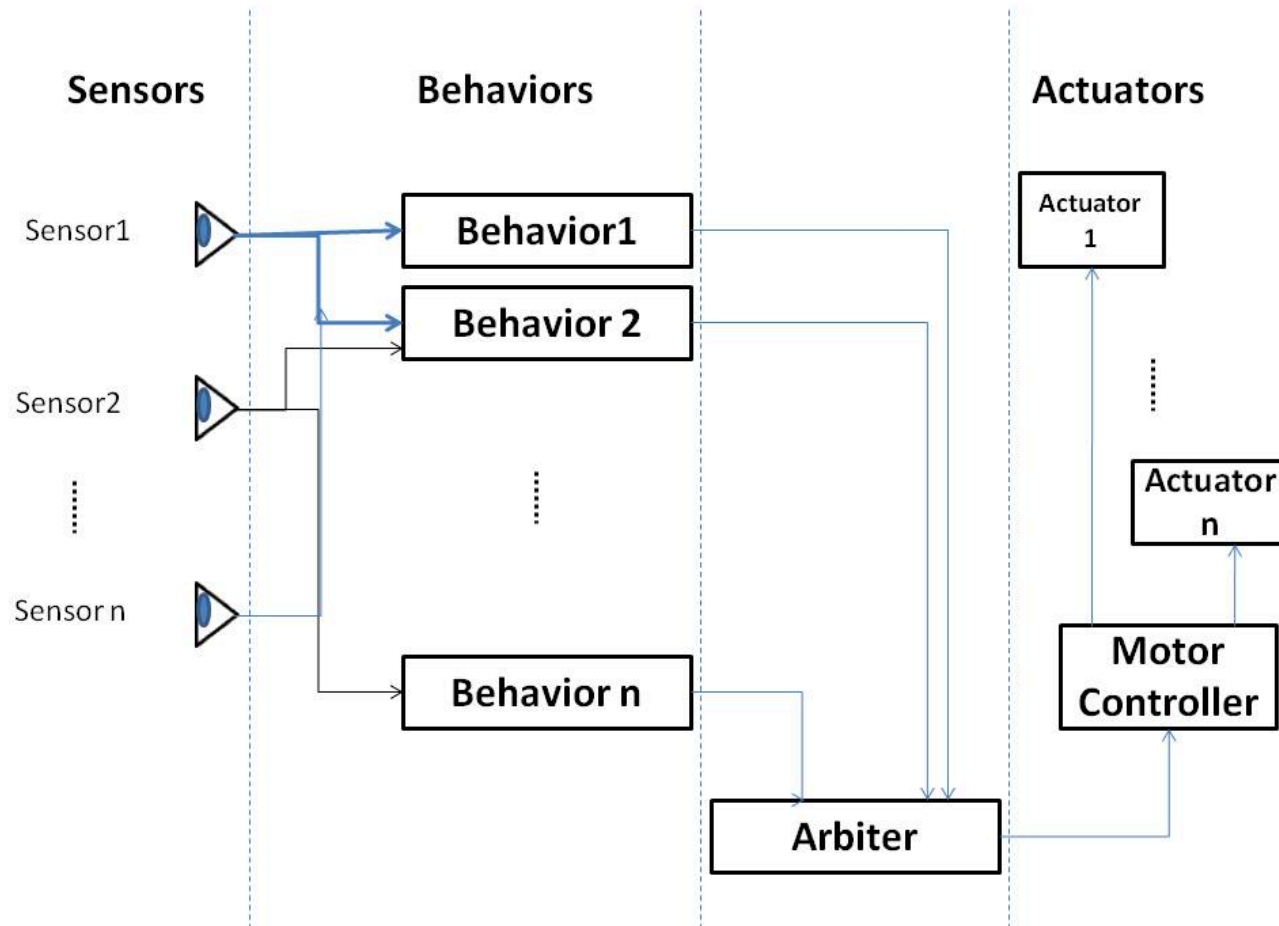 Sensors
Behaviors
Actuators
Sensor1
Behavior1
Actuator
1
Behavior 2
Sensor2
Actuator
n
Sensor n
Behavior n
Motor
Controller
Arbiter